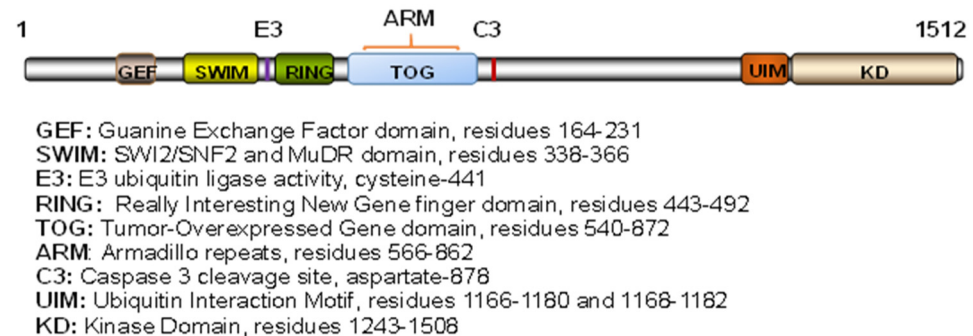 ARM
1 E3 C3 1512
GEF SWIM RING TOG UIM KD
GEF: Guanine Exchange Factor domain, residues 164-231
SWIM: SWI2/SNF2 and MuDR domain, residues 338-366
E3: E3 ubiquitin ligase activity, cysteine-441
RING: Really Interesting New Gene finger domain, residues 443-492
TOG: Tumor-Overexpressed Gene domain, residues 540-872
ARM: Armadillo repeats, residues 566-862
C3: Caspase 3 cleavage site, aspartate-878
UIM: Ubiquitin Interaction Motif, residues 1166-1180 and 1168-1182
KD: Kinase Domain, residues 1243-1508